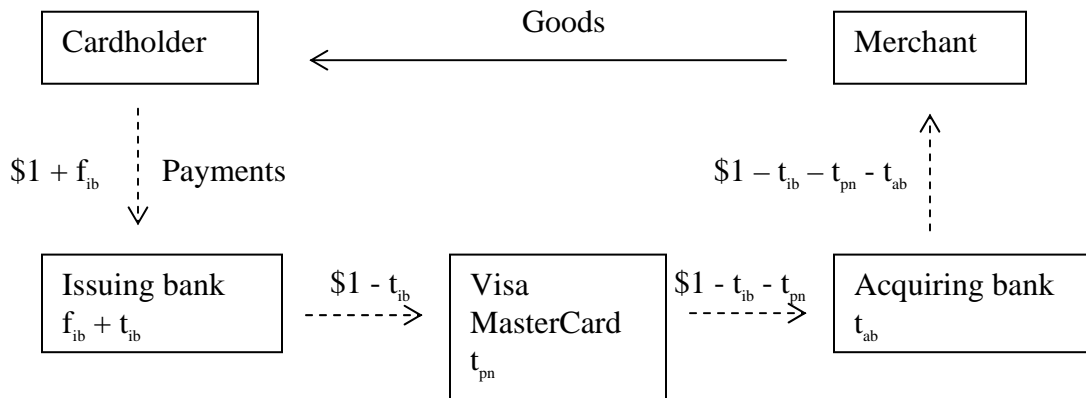 Goods
Cardholder
Merchant
$1 + f_ib
Payments
$1 – t_ib – t_pn - t_ab
Issuing bank
f_ib + t_ib
$1 - t_ib
Visa
MasterCard
t_pn
$1 - t_ib - t_pn
Acquiring bank
t_ab